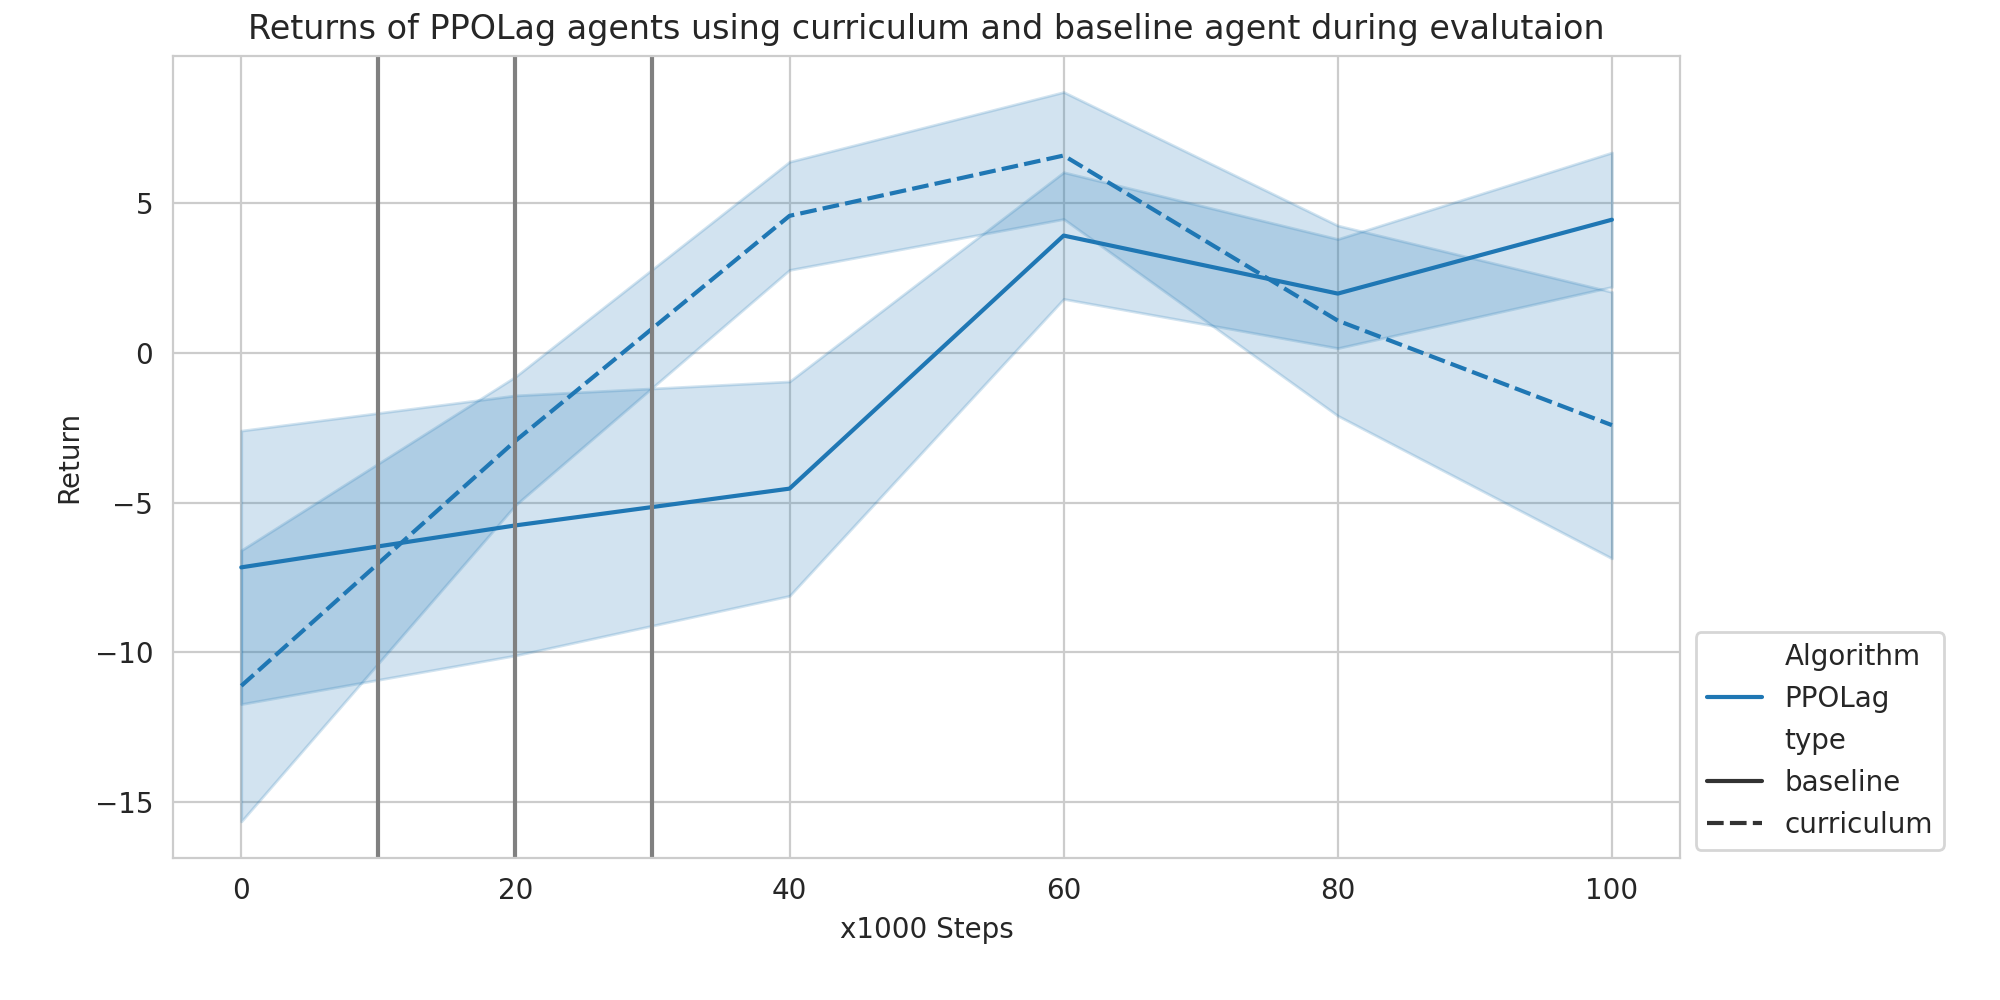 Returns of PPOLag agents using curriculum and baseline agent during evalutaion
5
0
−5
−10
−15
Return
0 20 40 60 80 100
x1000 Steps
Algorithm
PPOLag
type
baseline
curriculum